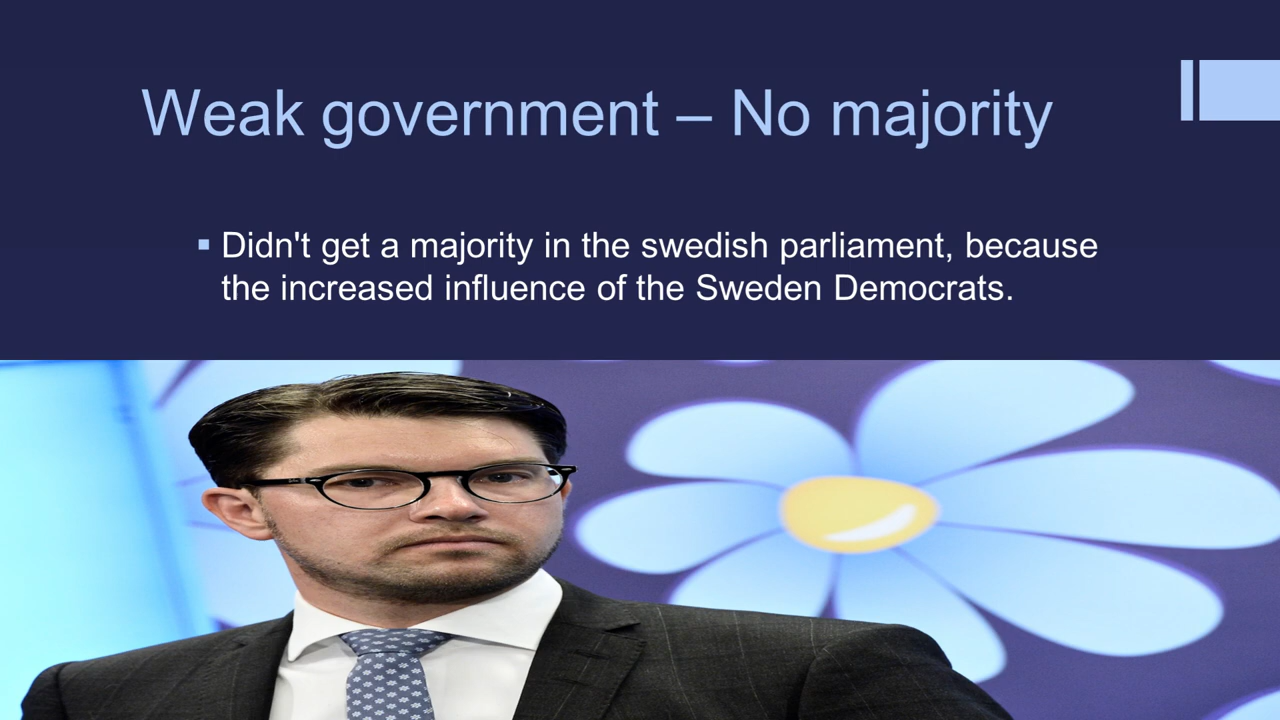 Weak government – No majority
▪ Didn't get a majority in the swedish parliament, because
the increased influence of the Sweden Democrats.